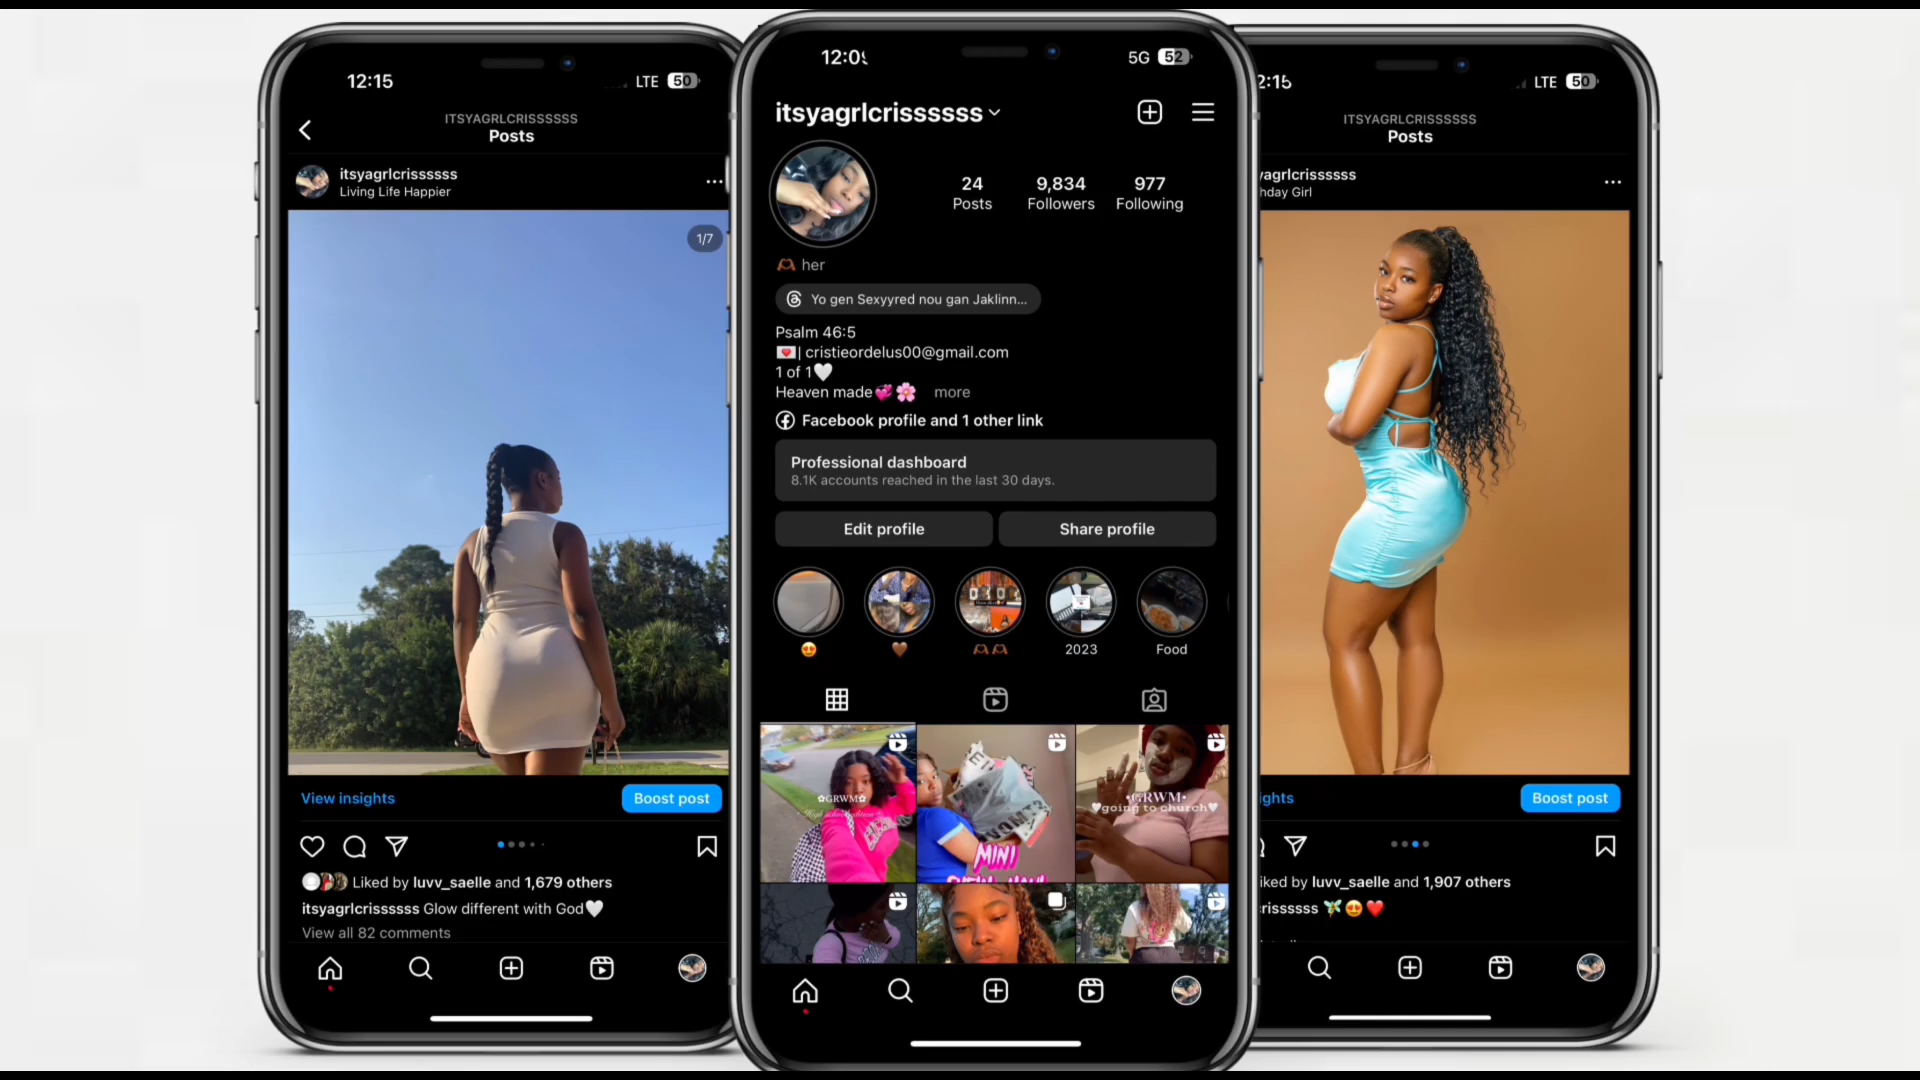 12:15
LTE 50
ITSYAGRLCRISSSSSS
Posts
itsyagrlcrissssss
Living Life Happier
1/7
View insights
Boost post
Liked by luvv_saelle and 1,679 others
itsyagrlcrissssss Glow different with God🤍
View all 82 comments
12:0
5G 52
itsyagrlcrissssss
24
Posts
9,834
Followers
977
Following
🫶🏾 her
Yo gen Sexyyred nou gan Jaklinn...
Psalm 46:5
💌| cristieordelus00@gmail.com
1 of 1🤍
Heaven made💞🌸 more
Facebook profile and 1 other link
Professional dashboard
8.1K accounts reached in the last 30 days.
Edit profile
Share profile
😍
🤎
🫶🏾🫶🏾
2023
Food
✿GRWM✿
MINI
•GRWM•
🤍going to church🤍
2:15
LTE 50
ITSYAGRLCRISSSSSS
Posts
yagrlcrissssss
hday Girl
ights
Boost post
iked by luvv_saelle and 1,907 others
crissssss 🧚😍❤️